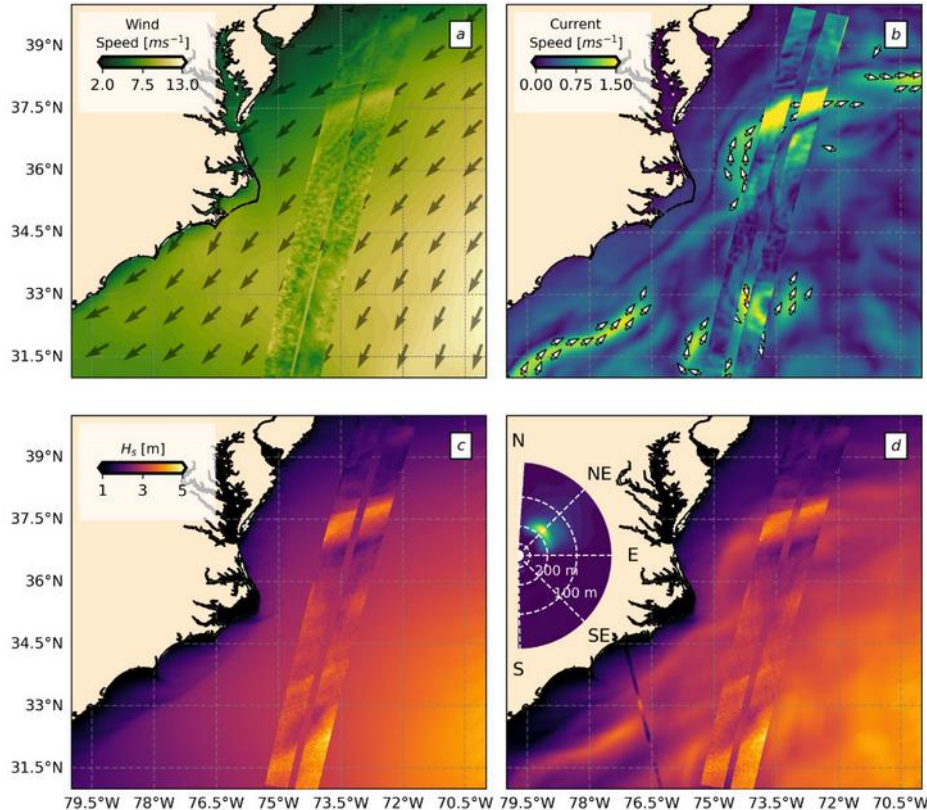 Wind
Speed [ms⁻¹]
2.0 7.5 13.0
a
39°N
37.5°N
36°N
34.5°N
33°N
31.5°N
Current
Speed [ms⁻¹]
0.00 0.75 1.50
b
Hs [m]
1 3 5
c
39°N
37.5°N
36°N
34.5°N
33°N
31.5°N
79.5°W 78°W 76.5°W 75°W 73.5°W 72°W 70.5°W
d
N
NE
E
200 m
100 m
SE
S
79.5°W 78°W 76.5°W 75°W 73.5°W 72°W 70.5°W